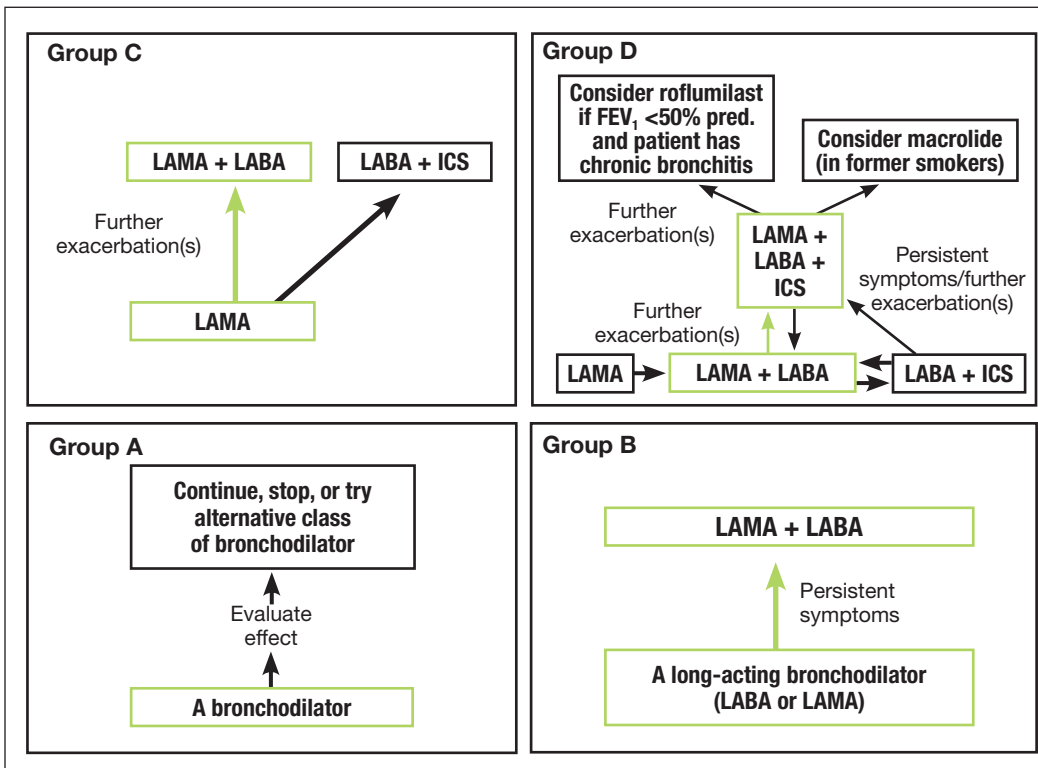 Group C
LAMA + LABA
LABA + ICS
Further
exacerbation(s)
LAMA
Group D
Consider roflumilast
if FEV₁ <50% pred.
and patient has
chronic bronchitis
Consider macrolide
(in former smokers)
Further
exacerbation(s)
LAMA +
LABA +
ICS
Persistent
symptoms/further
exacerbation(s)
Further
exacerbation(s)
LAMA
LAMA + LABA
LABA + ICS
Group A
Continue, stop, or try
alternative class
of bronchodilator
Evaluate
effect
A bronchodilator
Group B
LAMA + LABA
Persistent
symptoms
A long-acting bronchodilator
(LABA or LAMA)